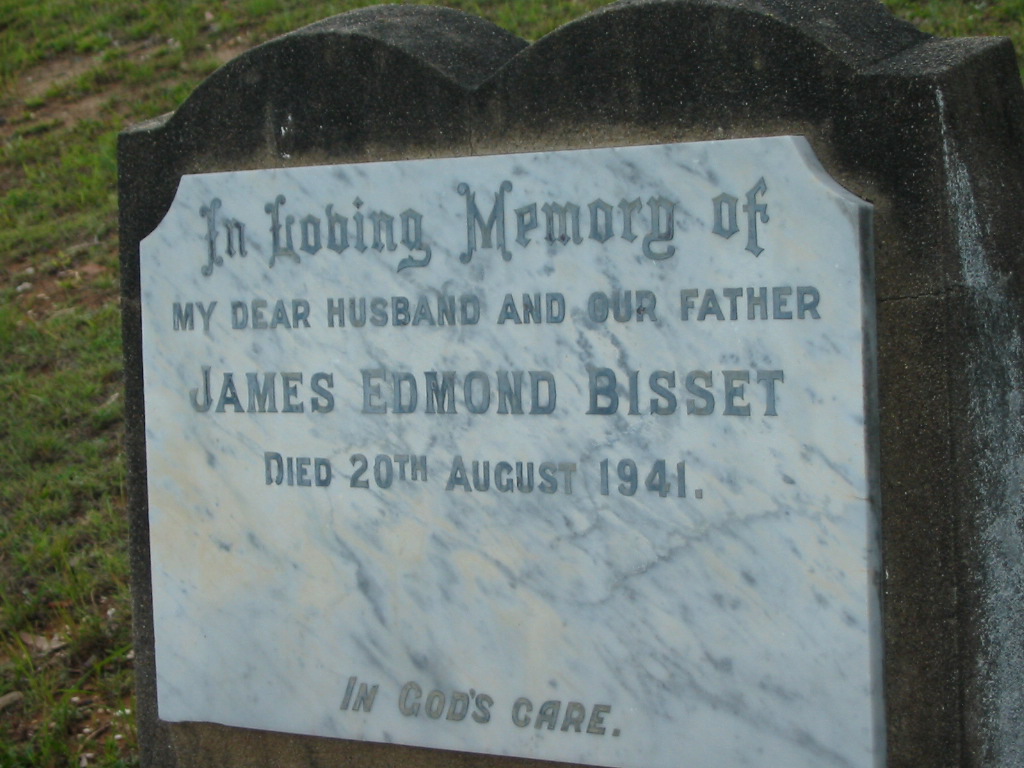 In Loving Memory of
MY DEAR HUSBAND AND OUR FATHER
JAMES EDMOND BISSET
DIED 20TH AUGUST 1941.
IN GOD'S CARE.